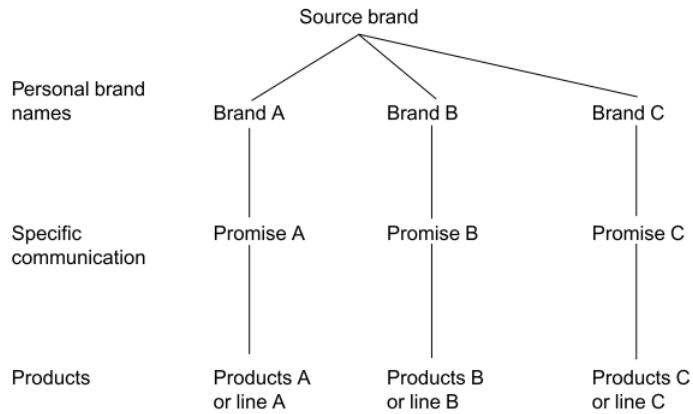 Source brand
Personal brand
names
Brand A
Brand B
Brand C
Specific
communication
Promise A
Promise B
Promise C
Products
Products A
or line A
Products B
or line B
Products C
or line C